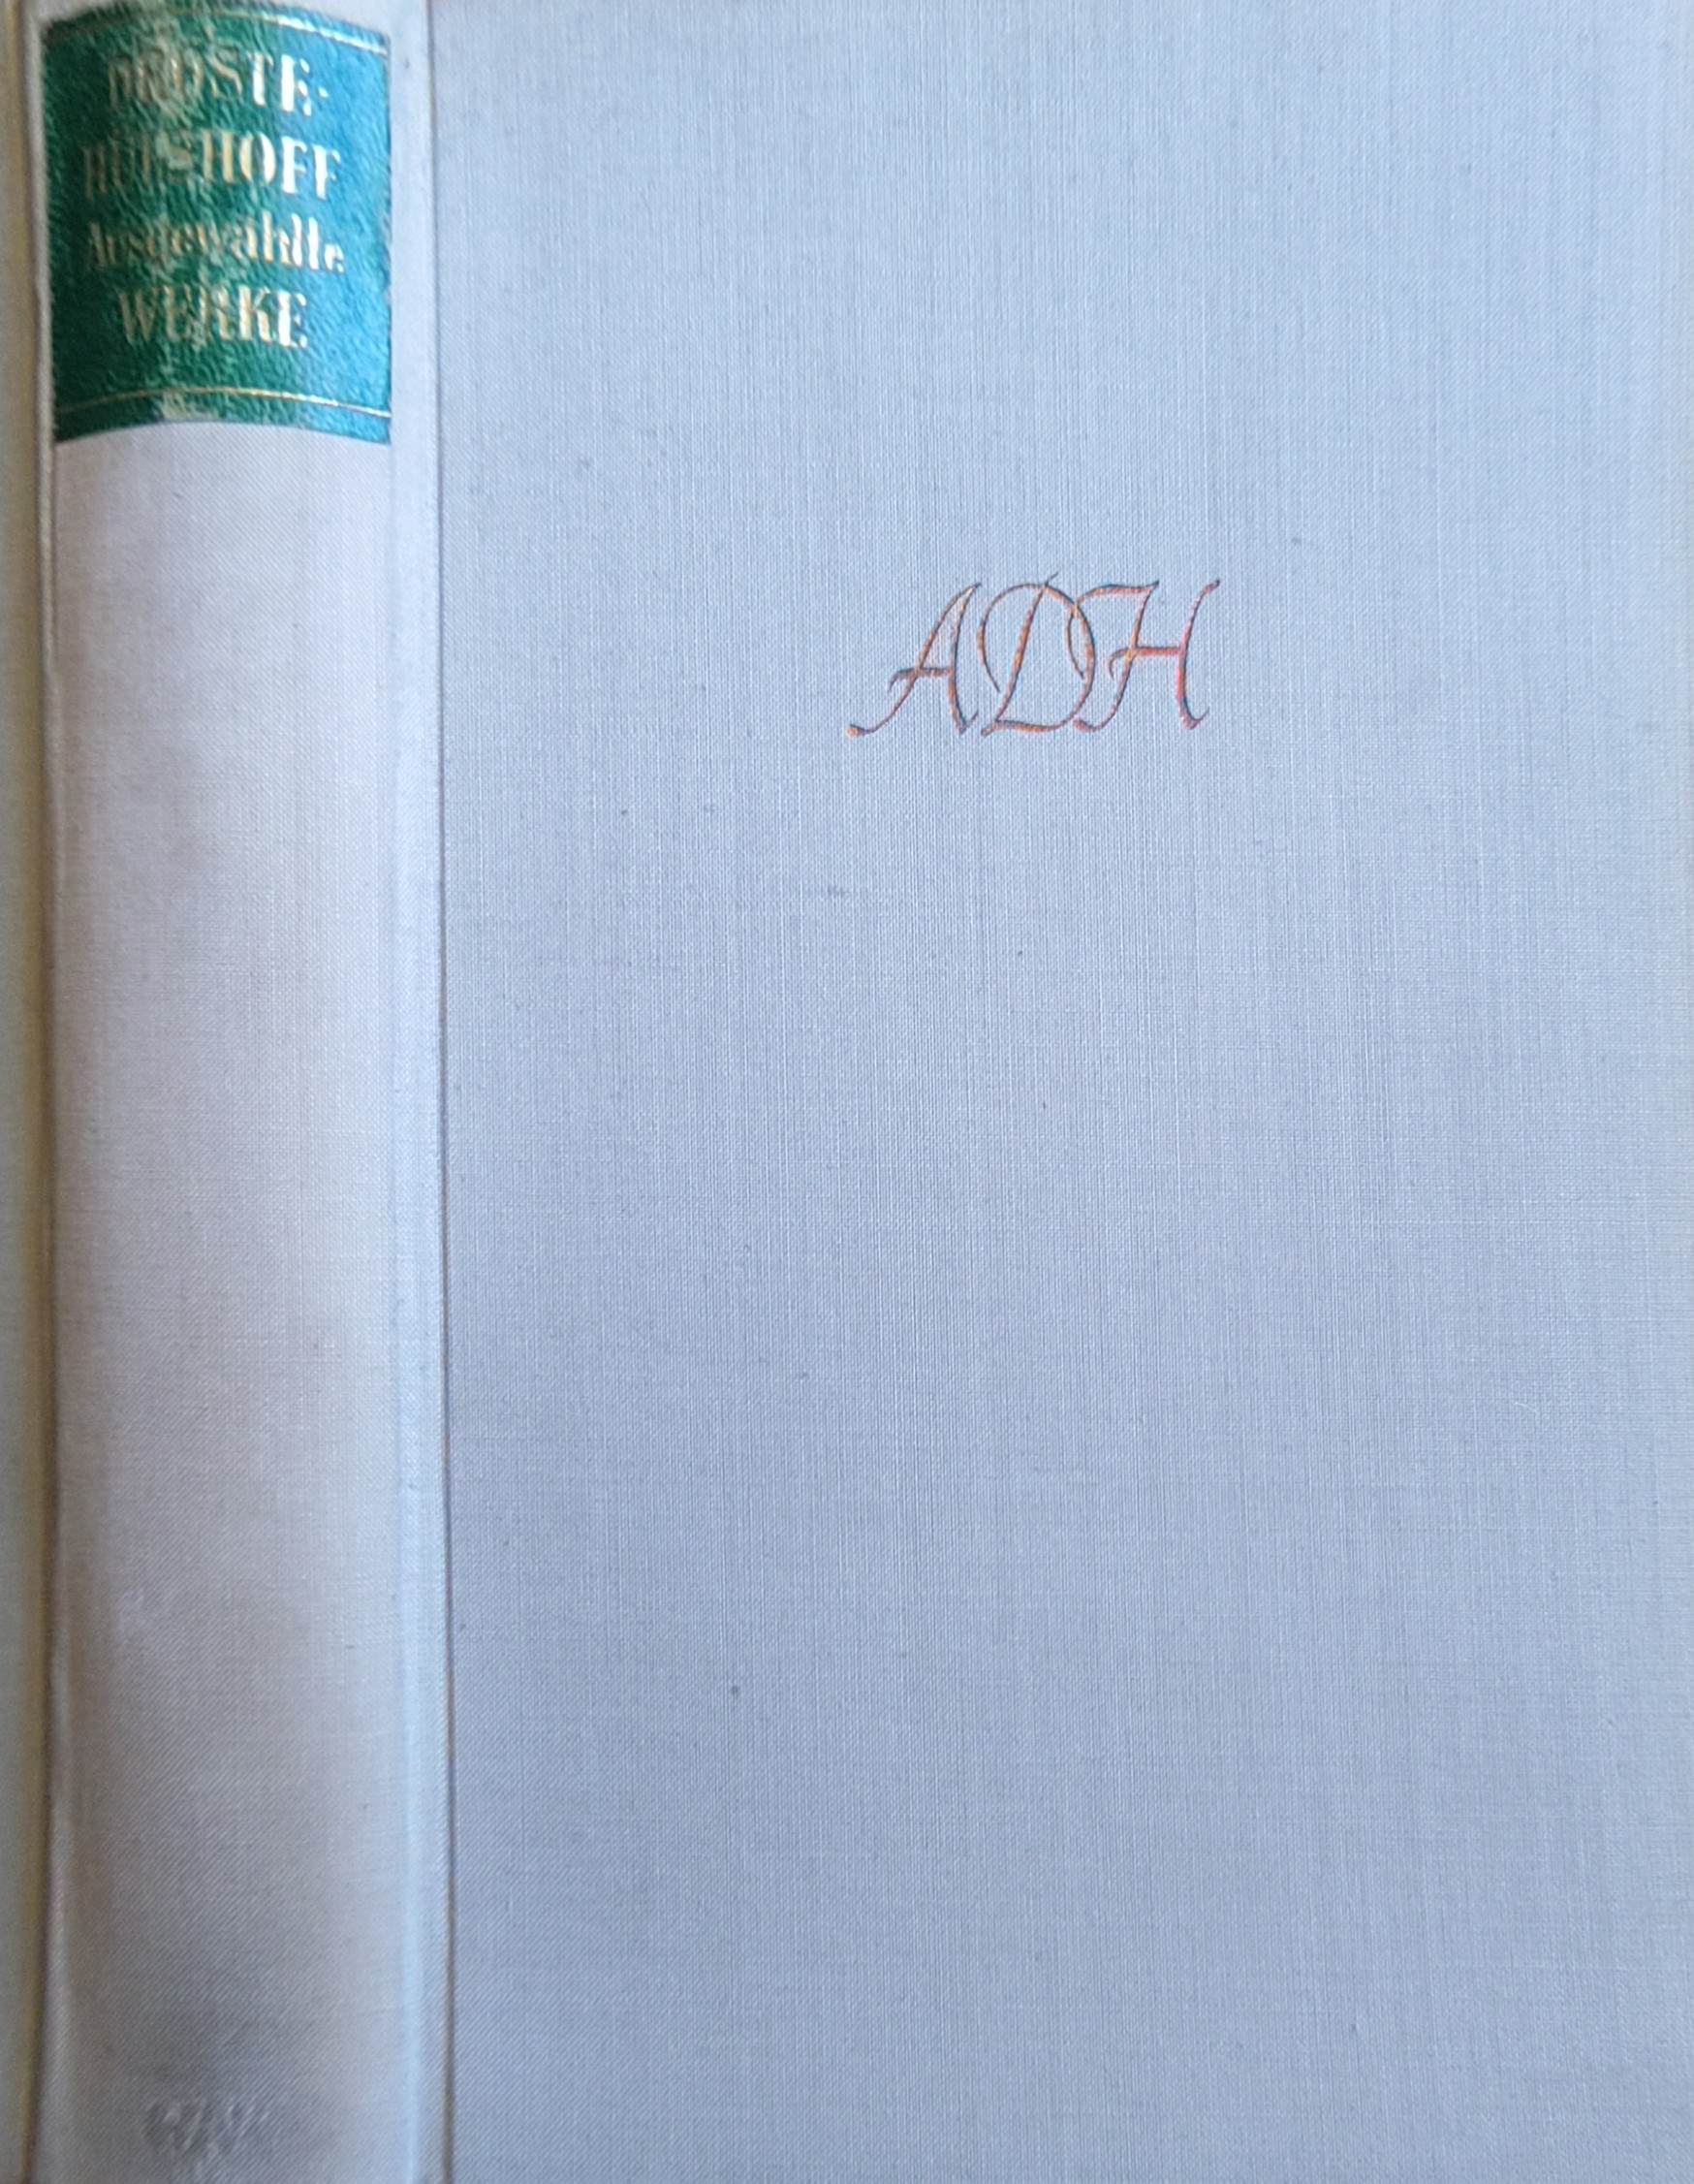 DROSTE-
HÜLSHOFF
Ausgewählte
WERKE
ADH